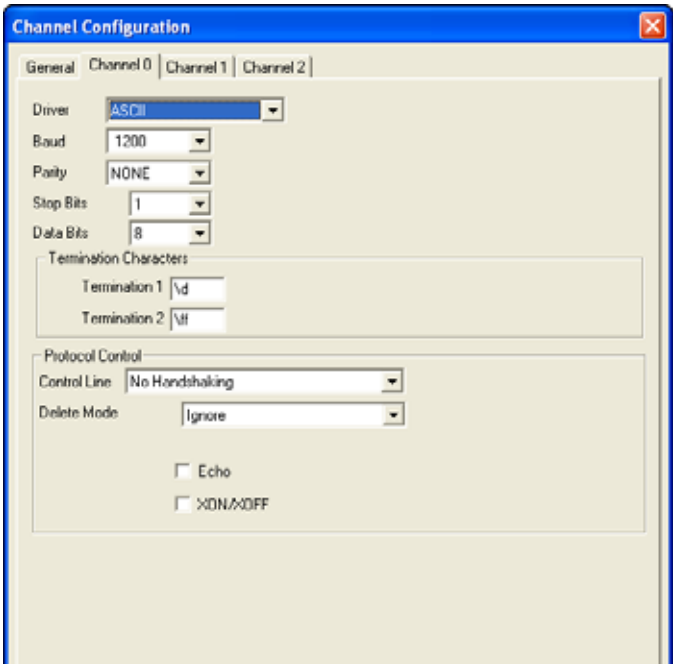 Channel Configuration
General Channel 0 Channel 1 Channel 2
Driver ASCII
Baud 1200
Parity NONE
Stop Bits 1
Data Bits 8
Termination Characters
Termination 1 \d
Termination 2 \ff
Protocol Control
Control Line No Handshaking
Delete Mode Ignore
Echo
XON/XOFF